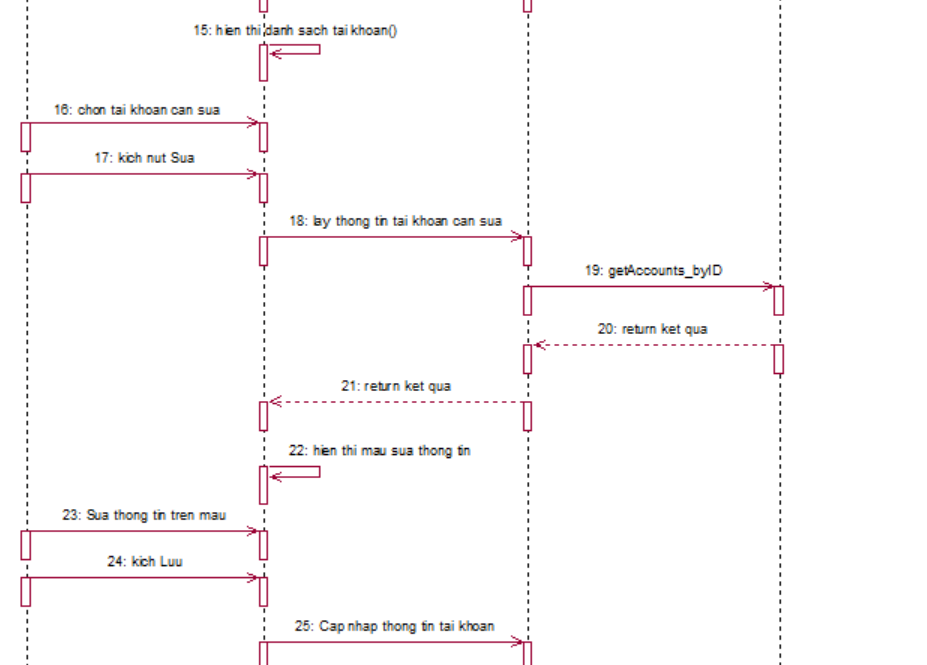 15: hien thi danh sach tai khoan()
16: chon tai khoan can sua
17: kich nut Sua
18: lay thong tin tai khoan can sua
19: getAccounts_byID
20: return ket qua
21: return ket qua
22: hien thi mau sua thong tin
23: Sua thong tin tren mau
24: kich Luu
25: Cap nhap thong tin tai khoan